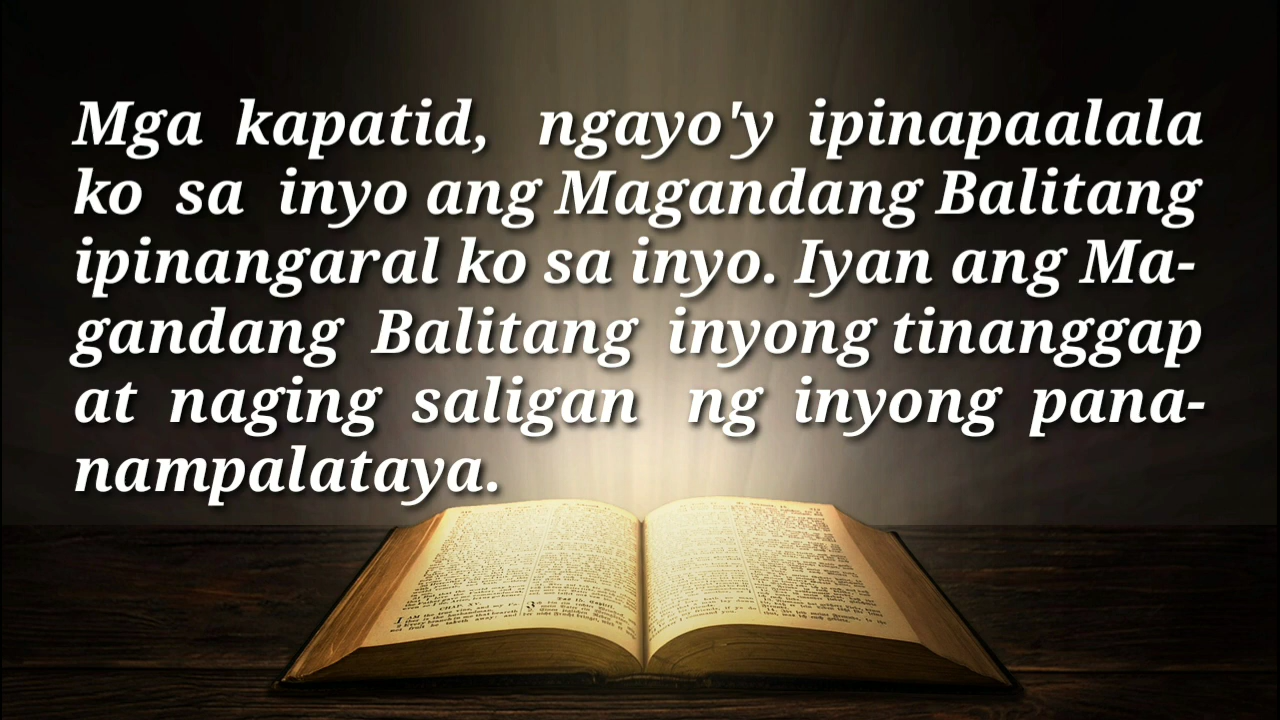 Mga kapatid, ngayo'y ipinapaalala
ko sa inyo ang Magandang Balitang
ipinangaral ko sa inyo. Iyan ang Ma-
gandang Balitang inyong tinanggap
at naging saligan ng inyong pana-
nampalataya.